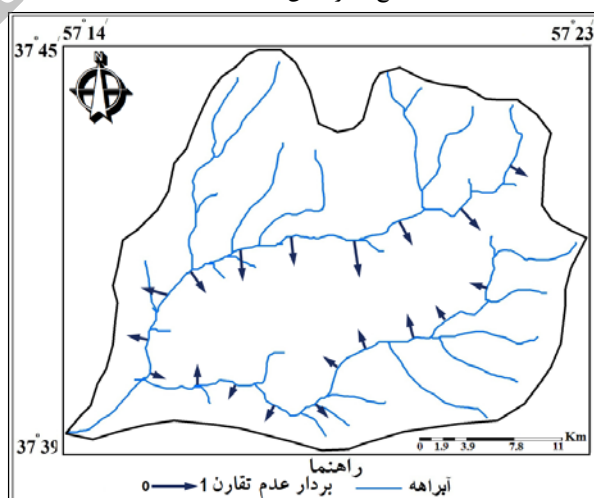 57° 14'
57° 23'
37° 45'
N
37° 39'
Km
0 1.9 3.9 7.8 11
راهنما
آبراهه
بردار عدم تقارن
0 1